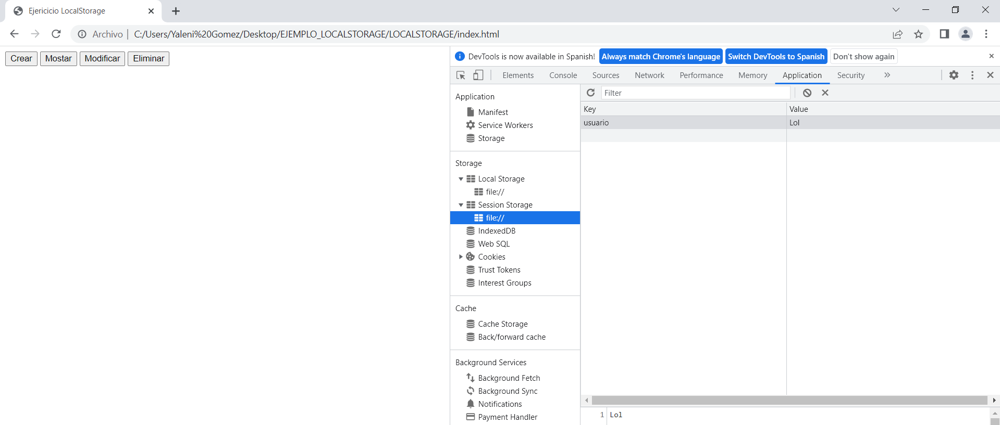 Ejericicio LocalStorage
Archivo | C:/Users/Yaleni%20Gomez/Desktop/EJEMPLO_LOCALSTORAGE/LOCALSTORAGE/index.html
Crear Mostar Modificar Eliminar
DevTools is now available in Spanish! Always match Chrome's language Switch DevTools to Spanish Don't show again
Elements Console Sources Network Performance Memory Application Security
Application
Manifest
Service Workers
Storage
Storage
Local Storage
file://
Session Storage
file://
IndexedDB
Web SQL
Cookies
Trust Tokens
Interest Groups
Cache
Cache Storage
Back/forward cache
Background Services
Background Fetch
Background Sync
Notifications
Payment Handler
Filter
Key Value
usuario Lol
1 Lol